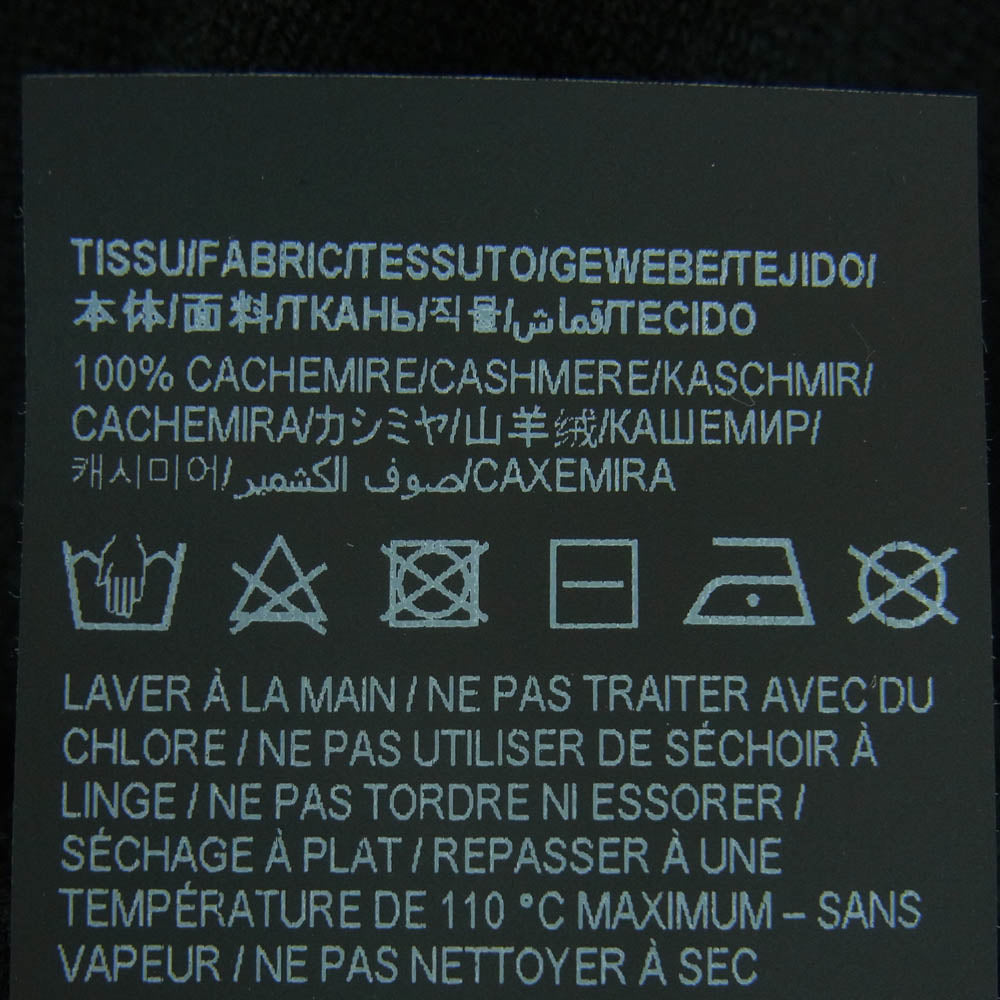 TISSU/FABRIC/TESSUTO/GEWEBE/TEJIDO/
本体/面料/ТКАНЬ/직물/قماش/TECIDO
100% CACHEMIRE/CASHMERE/KASCHMIR/
CACHEMIRA/カシミヤ/山羊绒/КАШЕМИР/
캐시미어/صوف الكشمير/CAXEMIRA
LAVER À LA MAIN / NE PAS TRAITER AVEC DU
CHLORE / NE PAS UTILISER DE SÉCHOIR À
LINGE / NE PAS TORDRE NI ESSORER /
SÉCHAGE À PLAT / REPASSER À UNE
TEMPÉRATURE DE 110 °C MAXIMUM – SANS
VAPEUR / NE PAS NETTOYER À SEC